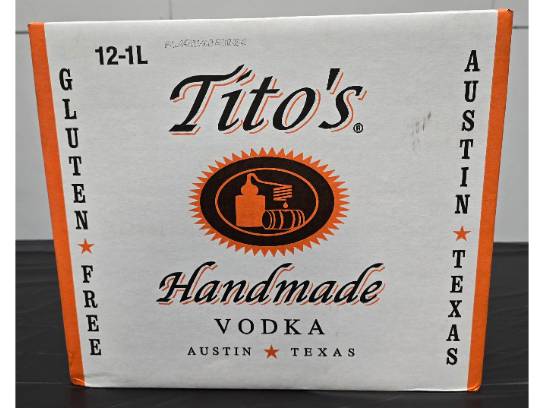 12-1L
Tito's®
Handmade
VODKA
AUSTIN ★ TEXAS
GLUTEN ★ FREE
AUSTIN ★ TEXAS